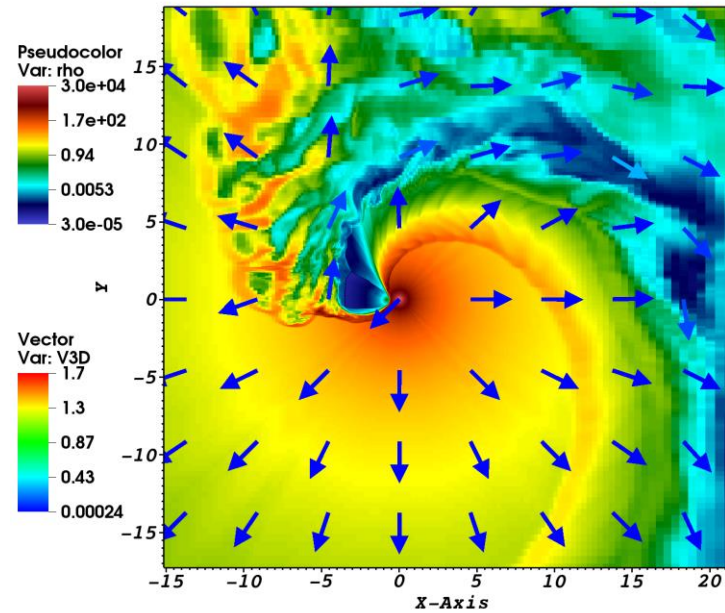 Pseudocolor
Var: rho
3.0e+04
1.7e+02
0.94
0.0053
3.0e-05
Vector
Var: V3D
1.7
1.3
0.87
0.43
0.00024
Y
15
10
5
0
-5
-10
-15
-15 -10 -5 0 5 10 15 20
X-Axis